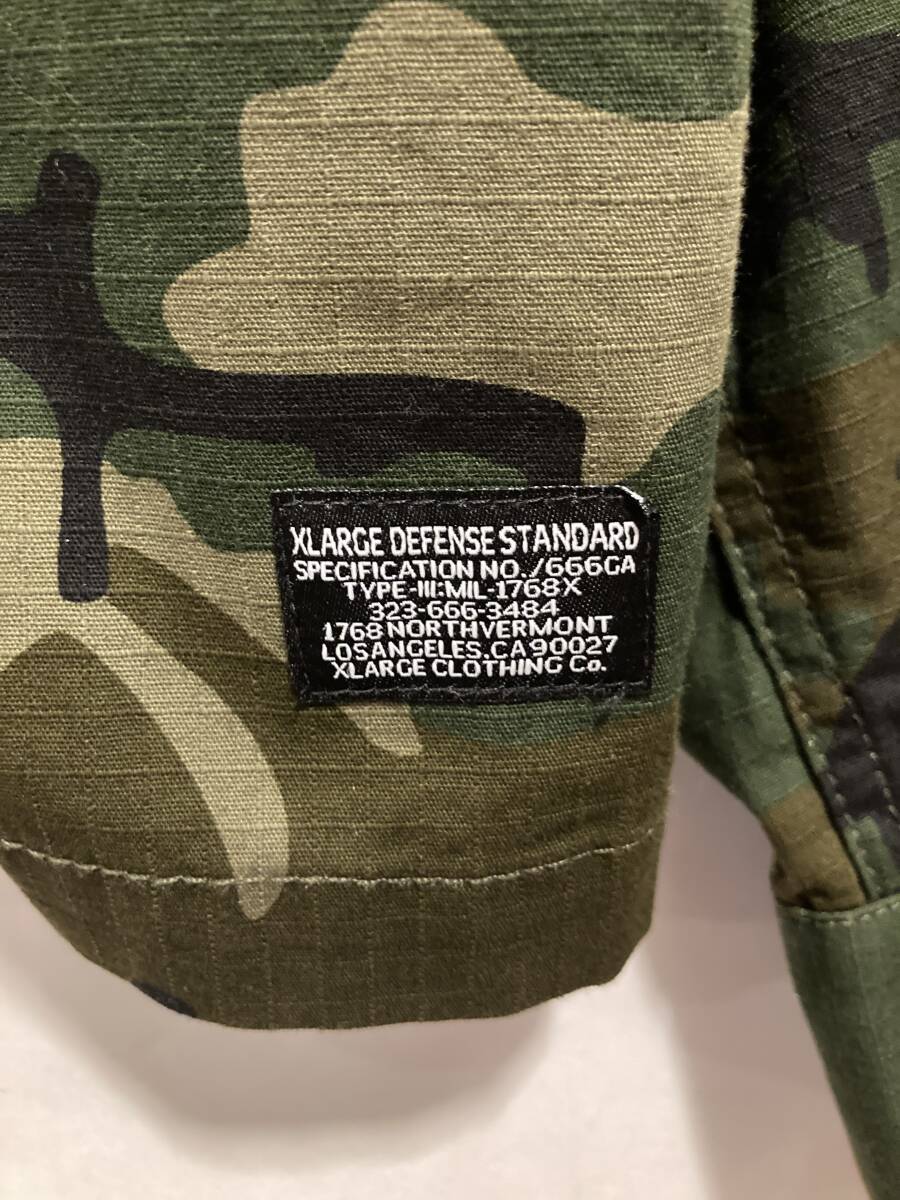 XLARGE DEFENSE STANDARD
SPECIFICATION NO./666CA
TYPE-III:MIL-1768X
323-666-3484
1768 NORTHVERMONT
LOSANGELES.CA90027
XLARGE CLOTHING Co.